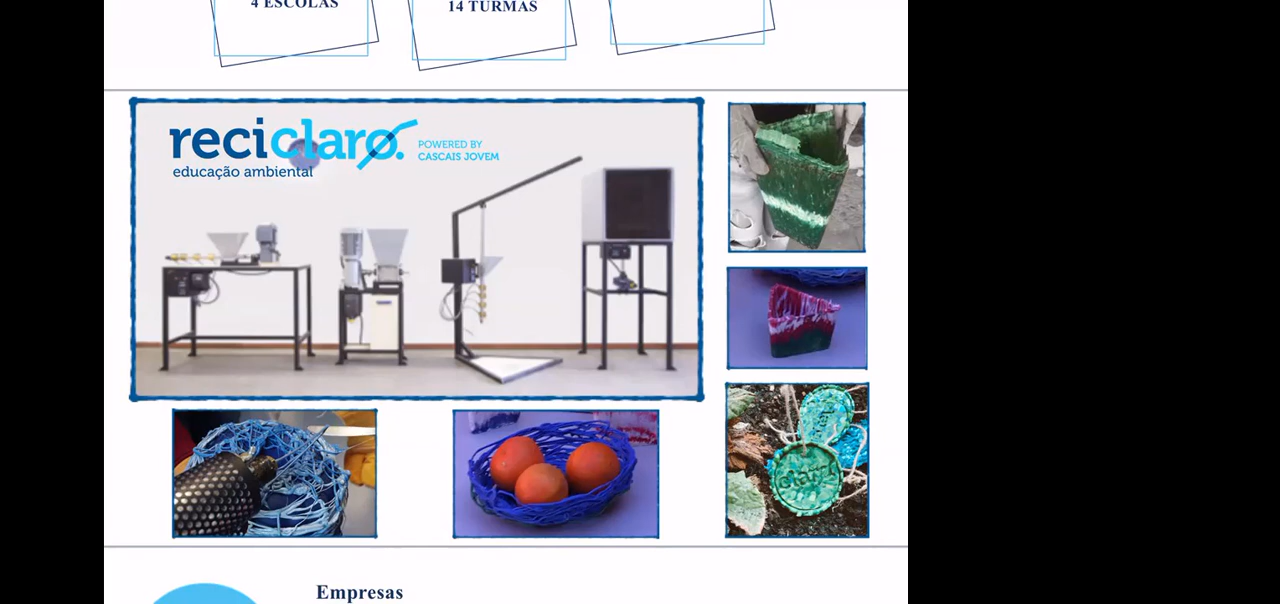 4 ESCOLAS
14 TURMAS
reciclaro.
educação ambiental
POWERED BY
CASCAIS JOVEM
Empresas